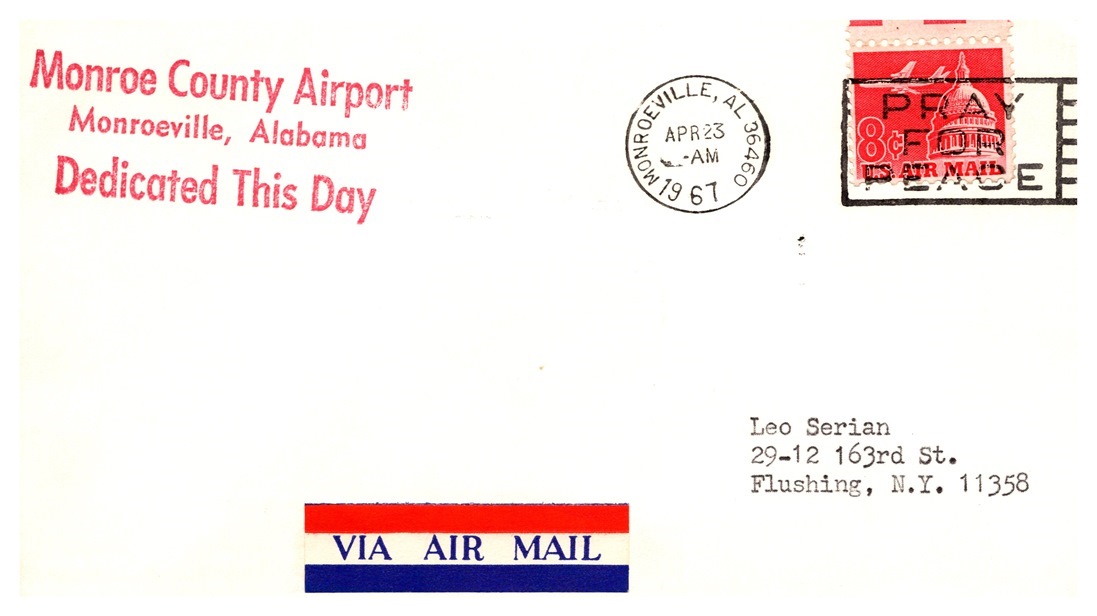 Monroe County Airport
Monroeville, Alabama
Dedicated This Day
MONROEVILLE, AL 36460
APR 23
-AM
1967
PRAY
FOR
PEACE
8¢
U.S. AIR MAIL
Leo Serian
29-12 163rd St.
Flushing, N.Y. 11358
VIA AIR MAIL